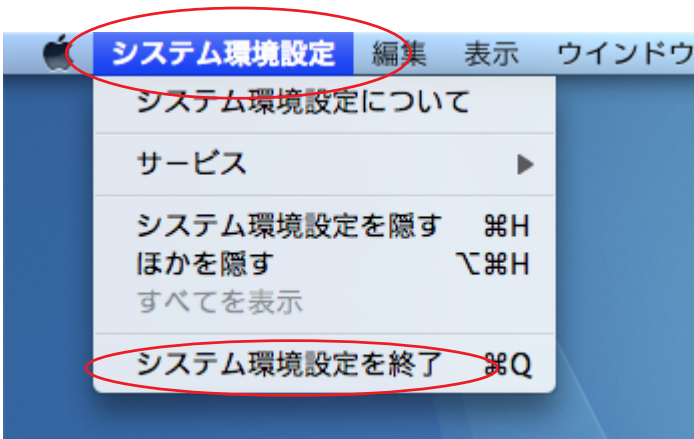 システム環境設定 編集 表示 ウインドウ
システム環境設定について
サービス ▶
システム環境設定を隠す ⌘H
ほかを隠す ⌥⌘H
すべてを表示
システム環境設定を終了 ⌘Q